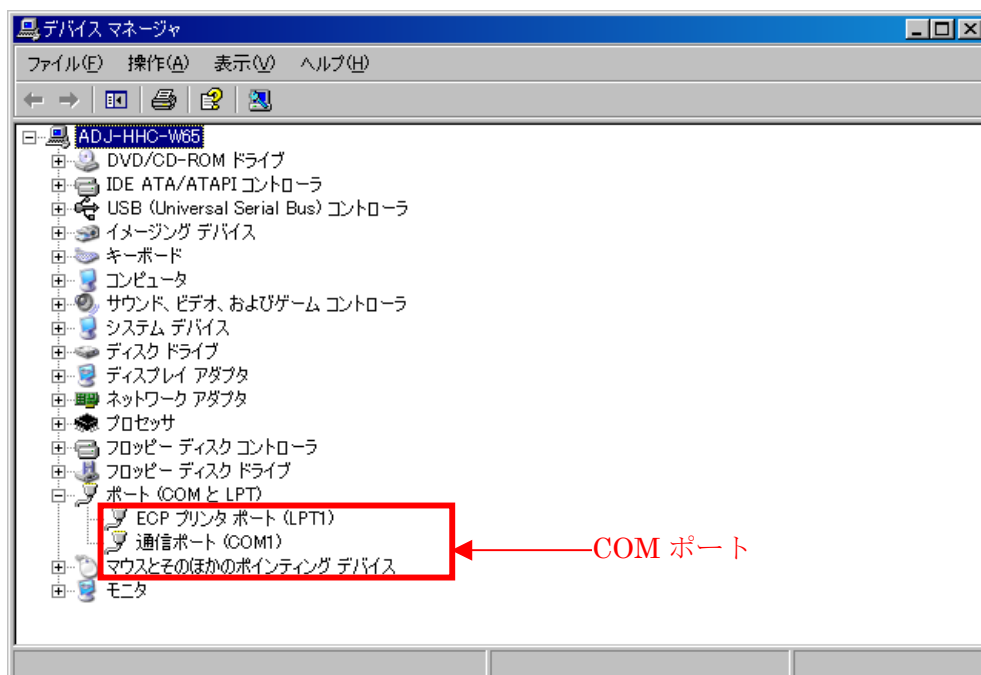 デバイス マネージャ
ファイル(F) 操作(A) 表示(V) ヘルプ(H)
ADJ-HHC-W65
DVD/CD-ROM ドライブ
IDE ATA/ATAPI コントローラ
USB (Universal Serial Bus) コントローラ
イメージング デバイス
キーボード
コンピュータ
サウンド、ビデオ、およびゲーム コントローラ
システム デバイス
ディスク ドライブ
ディスプレイ アダプタ
ネットワーク アダプタ
プロセッサ
フロッピー ディスク コントローラ
フロッピー ディスク ドライブ
ポート (COM と LPT)
ECP プリンタ ポート (LPT1)
通信ポート (COM1)
COM ポート
マウスとそのほかのポインティング デバイス
モニタ